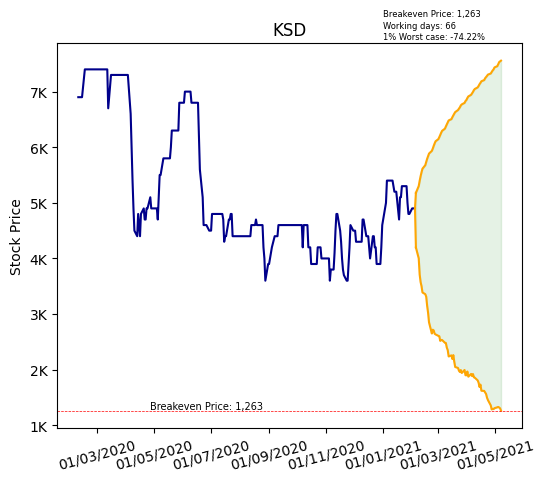 Breakeven Price: 1,263
Working days: 66
1% Worst case: -74.22%
KSD
Stock Price
7K
6K
5K
4K
3K
2K
1K
Breakeven Price: 1,263
01/03/2020
01/05/2020
01/07/2020
01/09/2020
01/11/2020
01/01/2021
01/03/2021
01/05/2021